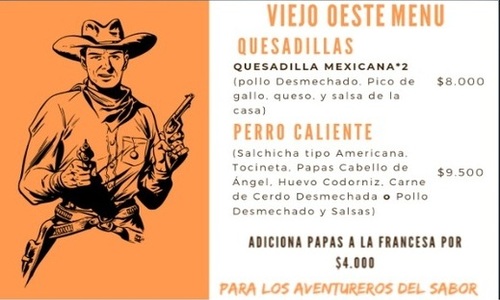 VIEJO OESTE MENU
QUESADILLAS
QUESADILLA MEXICANA*2
(pollo Desmechado, Pico de
gallo, queso, y salsa de la
casa)
$8.000
PERRO CALIENTE
(Salchicha tipo Americana,
Tocineta, Papas Cabello de
Ángel, Huevo Codorniz, Carne
de Cerdo Desmechada o Pollo
Desmechado y Salsas)
$9.500
ADICIONA PAPAS A LA FRANCESA POR
$4.000
PARA LOS AVENTUREROS DEL SABOR